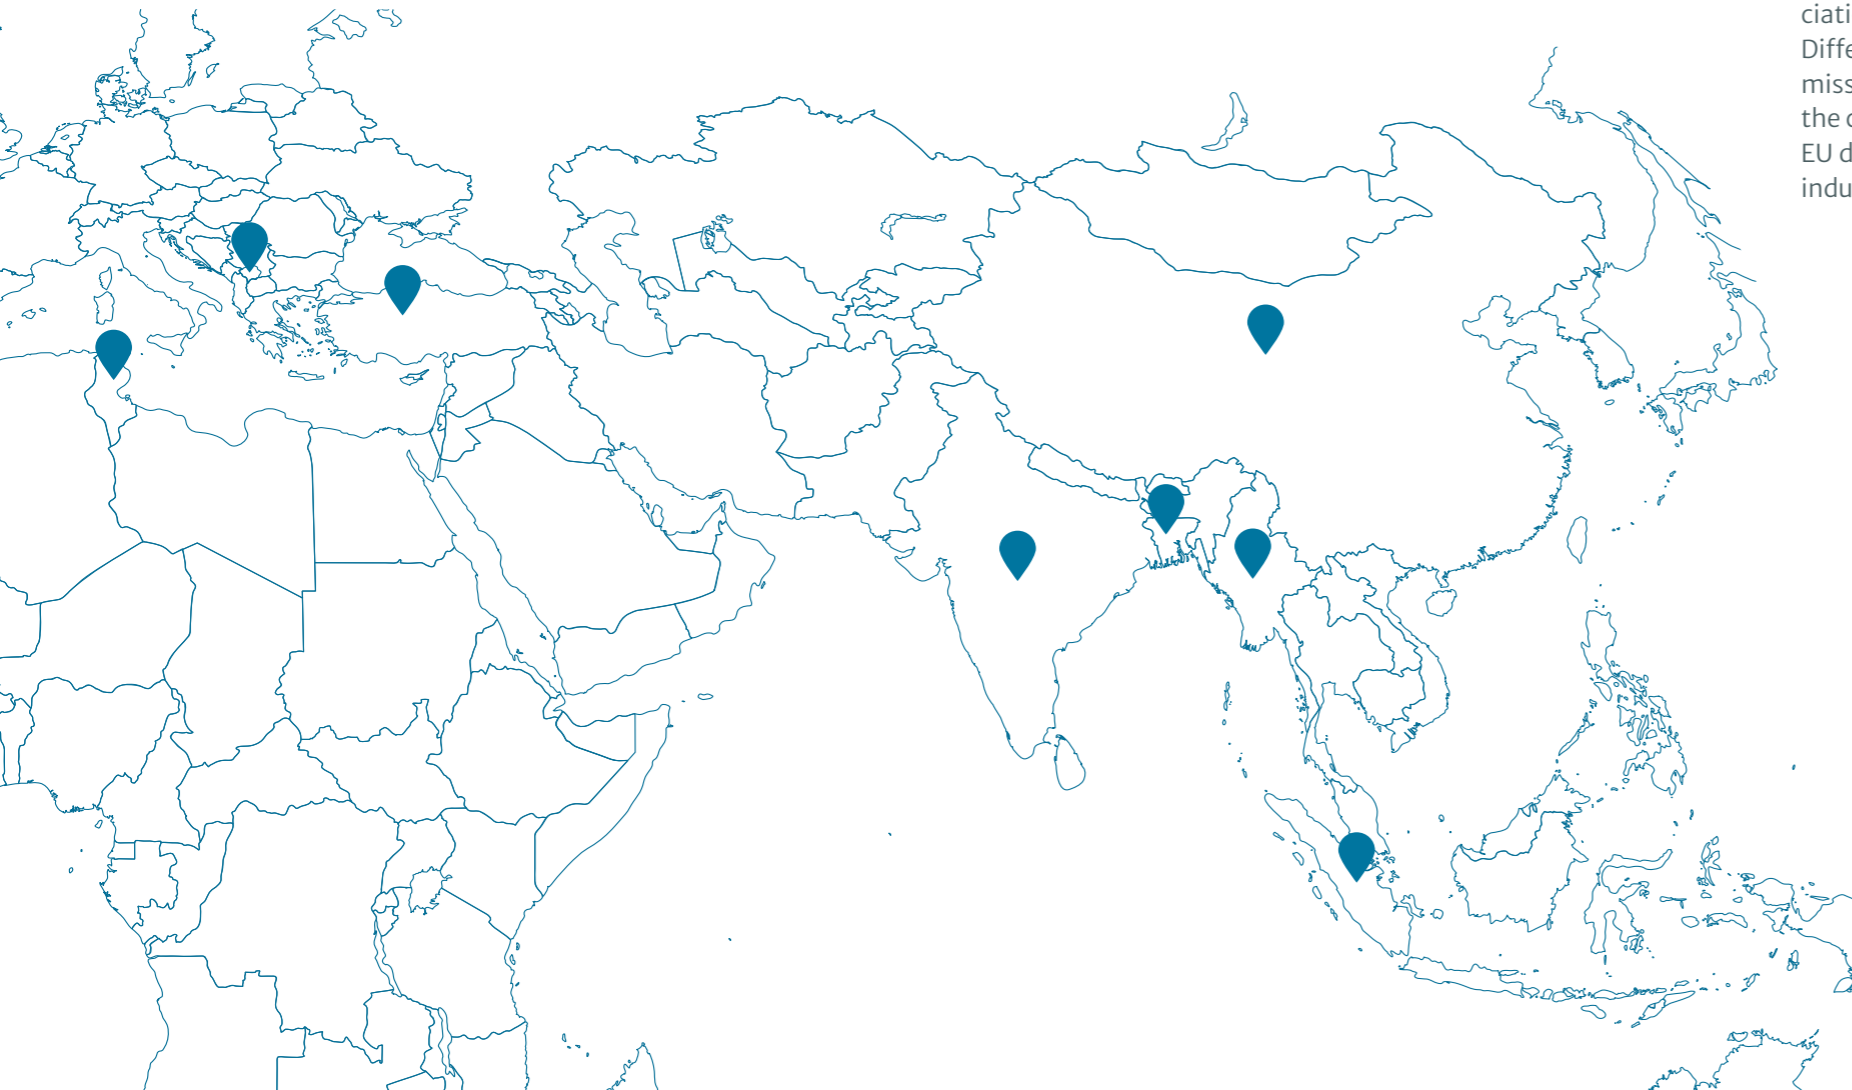 ciati
Diffe
miss
the c
EU d
indu